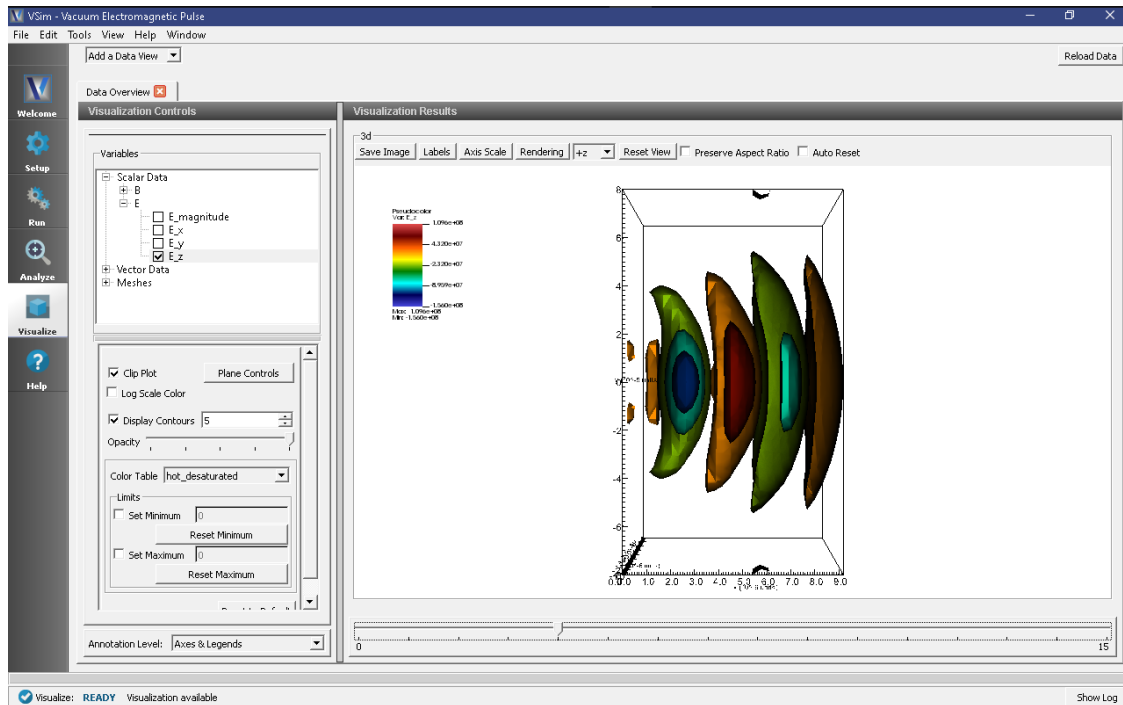 VSim - Vacuum Electromagnetic Pulse
File Edit Tools View Help Window
Add a Data View
Reload Data
Data Overview
Welcome
Setup
Run
Analyze
Visualize
Help
Visualization Controls
Variables
Scalar Data
B
E
E_magnitude
E_x
E_y
E_z
Vector Data
Meshes
Clip Plot Plane Controls
Log Scale Color
Display Contours 5
Opacity
Color Table hot_desaturated
Limits
Set Minimum 0
Reset Minimum
Set Maximum 0
Reset Maximum
Annotation Level: Axes & Legends
Visualization Results
3d
Save Image Labels Axis Scale Rendering +z Reset View Preserve Aspect Ratio Auto Reset
Pseudocolor
Var: E_z
1.096e+08
4.320e+07
-2.320e+07
-8.959e+07
-1.560e+08
Max: 1.096e+08
Min: -1.560e+08
8
6
4
2
0
-2
-4
-6
1.0 2.0 3.0 4.0 5.0 6.0 7.0 8.0 9.0
0 15
Visualize: READY Visualization available
Show Log